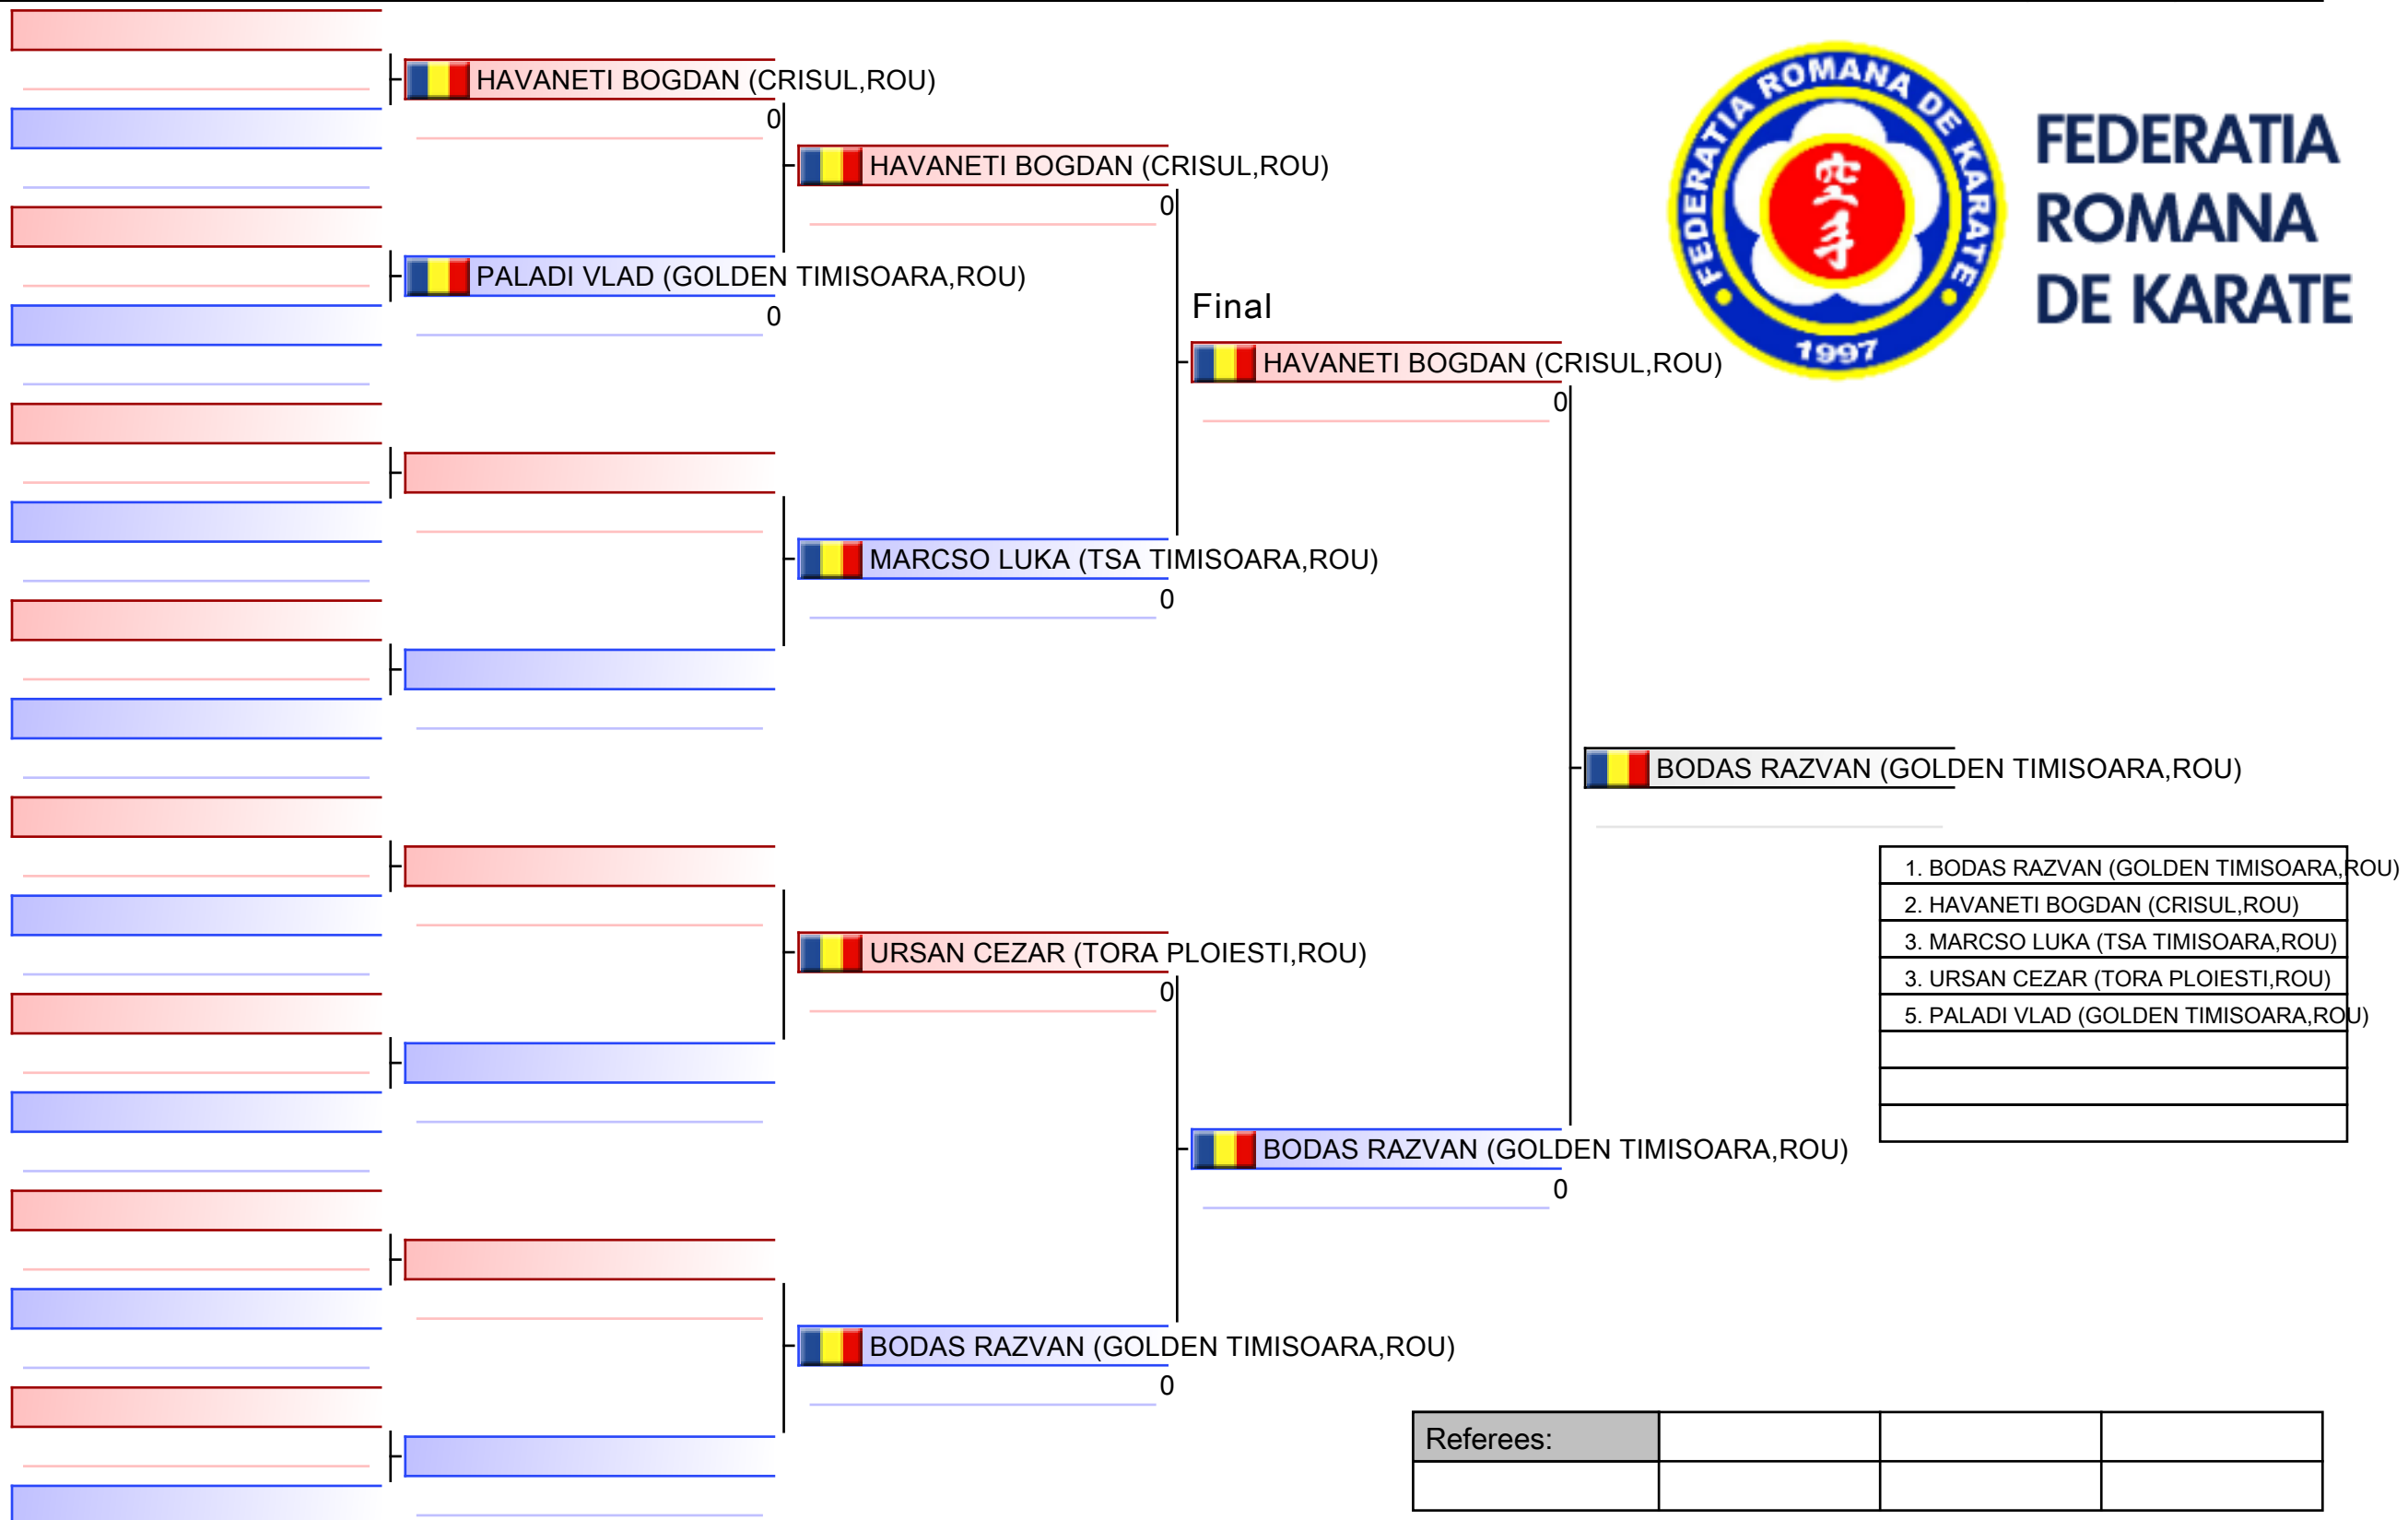 HAVANETI BOGDAN (CRISUL,ROU)
0
PALADI VLAD (GOLDEN TIMISOARA,ROU)
0
HAVANETI BOGDAN (CRISUL,ROU)
0
MARCSO LUKA (TSA TIMISOARA,ROU)
0
URSAN CEZAR (TORA PLOIESTI,ROU)
0
BODAS RAZVAN (GOLDEN TIMISOARA,ROU)
0
Final
HAVANETI BOGDAN (CRISUL,ROU)
0
BODAS RAZVAN (GOLDEN TIMISOARA,ROU)
0
BODAS RAZVAN (GOLDEN TIMISOARA,ROU)
FEDERATIA ROMANA DE KARATE
空手
1997
FEDERATIA
ROMANA
DE KARATE
1. BODAS RAZVAN (GOLDEN TIMISOARA,ROU)
2. HAVANETI BOGDAN (CRISUL,ROU)
3. MARCSO LUKA (TSA TIMISOARA,ROU)
3. URSAN CEZAR (TORA PLOIESTI,ROU)
5. PALADI VLAD (GOLDEN TIMISOARA,ROU)
Referees: